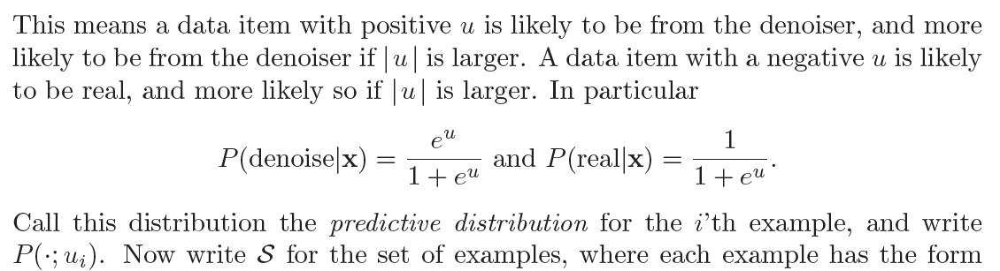 This means a data item with positive u is likely to be from the denoiser, and more
likely to be from the denoiser if |u| is larger. A data item with a negative u is likely
to be real, and more likely so if |u| is larger. In particular
P(denoise|x) = e^u / (1 + e^u) and P(real|x) = 1 / (1 + e^u).
Call this distribution the predictive distribution for the i'th example, and write
P(·; u_i). Now write 𝒮 for the set of examples, where each example has the form